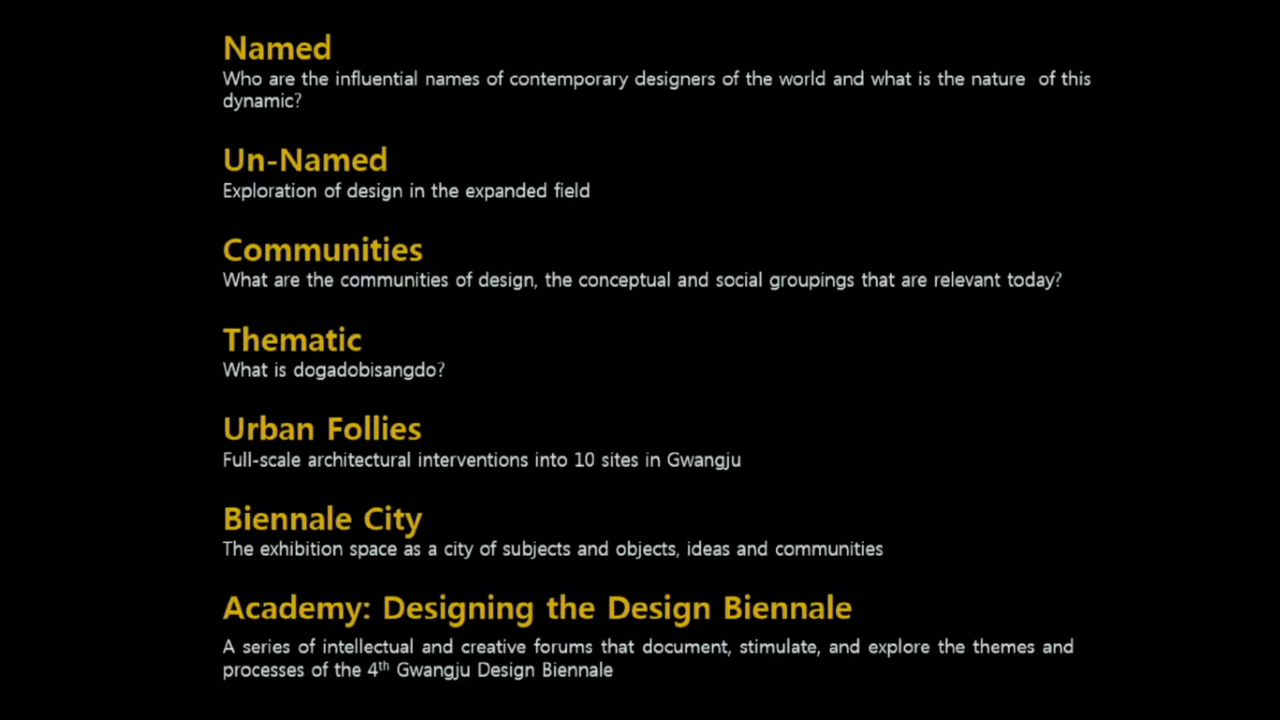 Named
Who are the influential names of contemporary designers of the world and what is the nature of this
dynamic?
Un-Named
Exploration of design in the expanded field
Communities
What are the communities of design, the conceptual and social groupings that are relevant today?
Thematic
What is dogadobisangdo?
Urban Follies
Full-scale architectural interventions into 10 sites in Gwangju
Biennale City
The exhibition space as a city of subjects and objects, ideas and communities
Academy: Designing the Design Biennale
A series of intellectual and creative forums that document, stimulate, and explore the themes and
processes of the 4th Gwangju Design Biennale